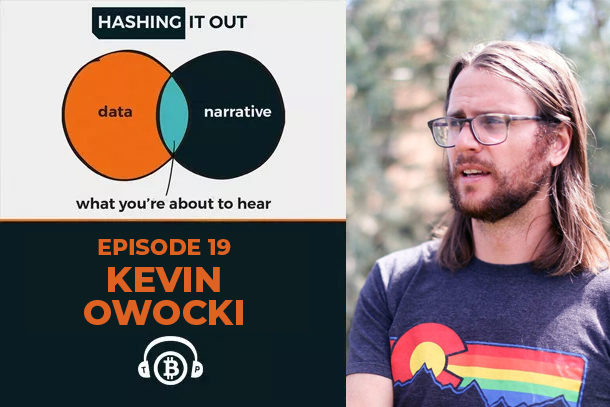 HASHING IT OUT
data
narrative
what you're about to hear
EPISODE 19
KEVIN
OWOCKI
T ₿ P